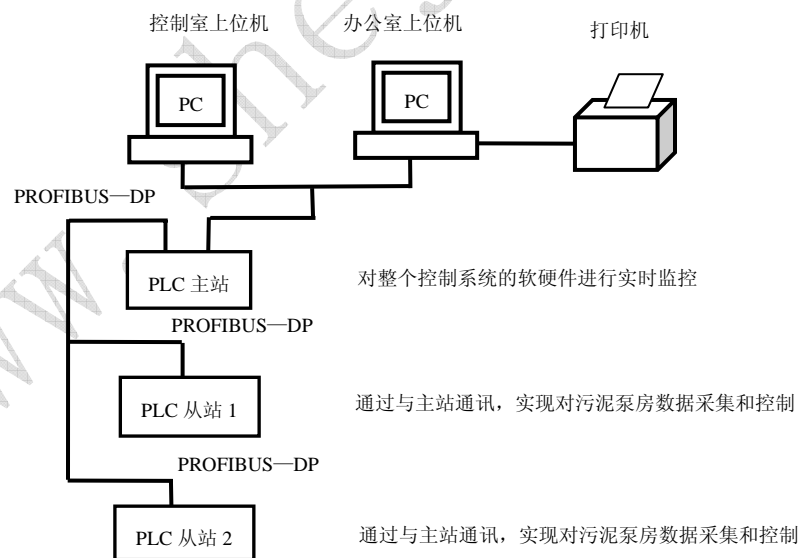 控制室上位机 办公室上位机 打印机
PC PC
PROFIBUS—DP
PLC 主站 对整个控制系统的软硬件进行实时监控
PROFIBUS—DP
PLC 从站 1 通过与主站通讯，实现对污泥泵房数据采集和控制
PROFIBUS—DP
PLC 从站 2 通过与主站通讯，实现对污泥泵房数据采集和控制